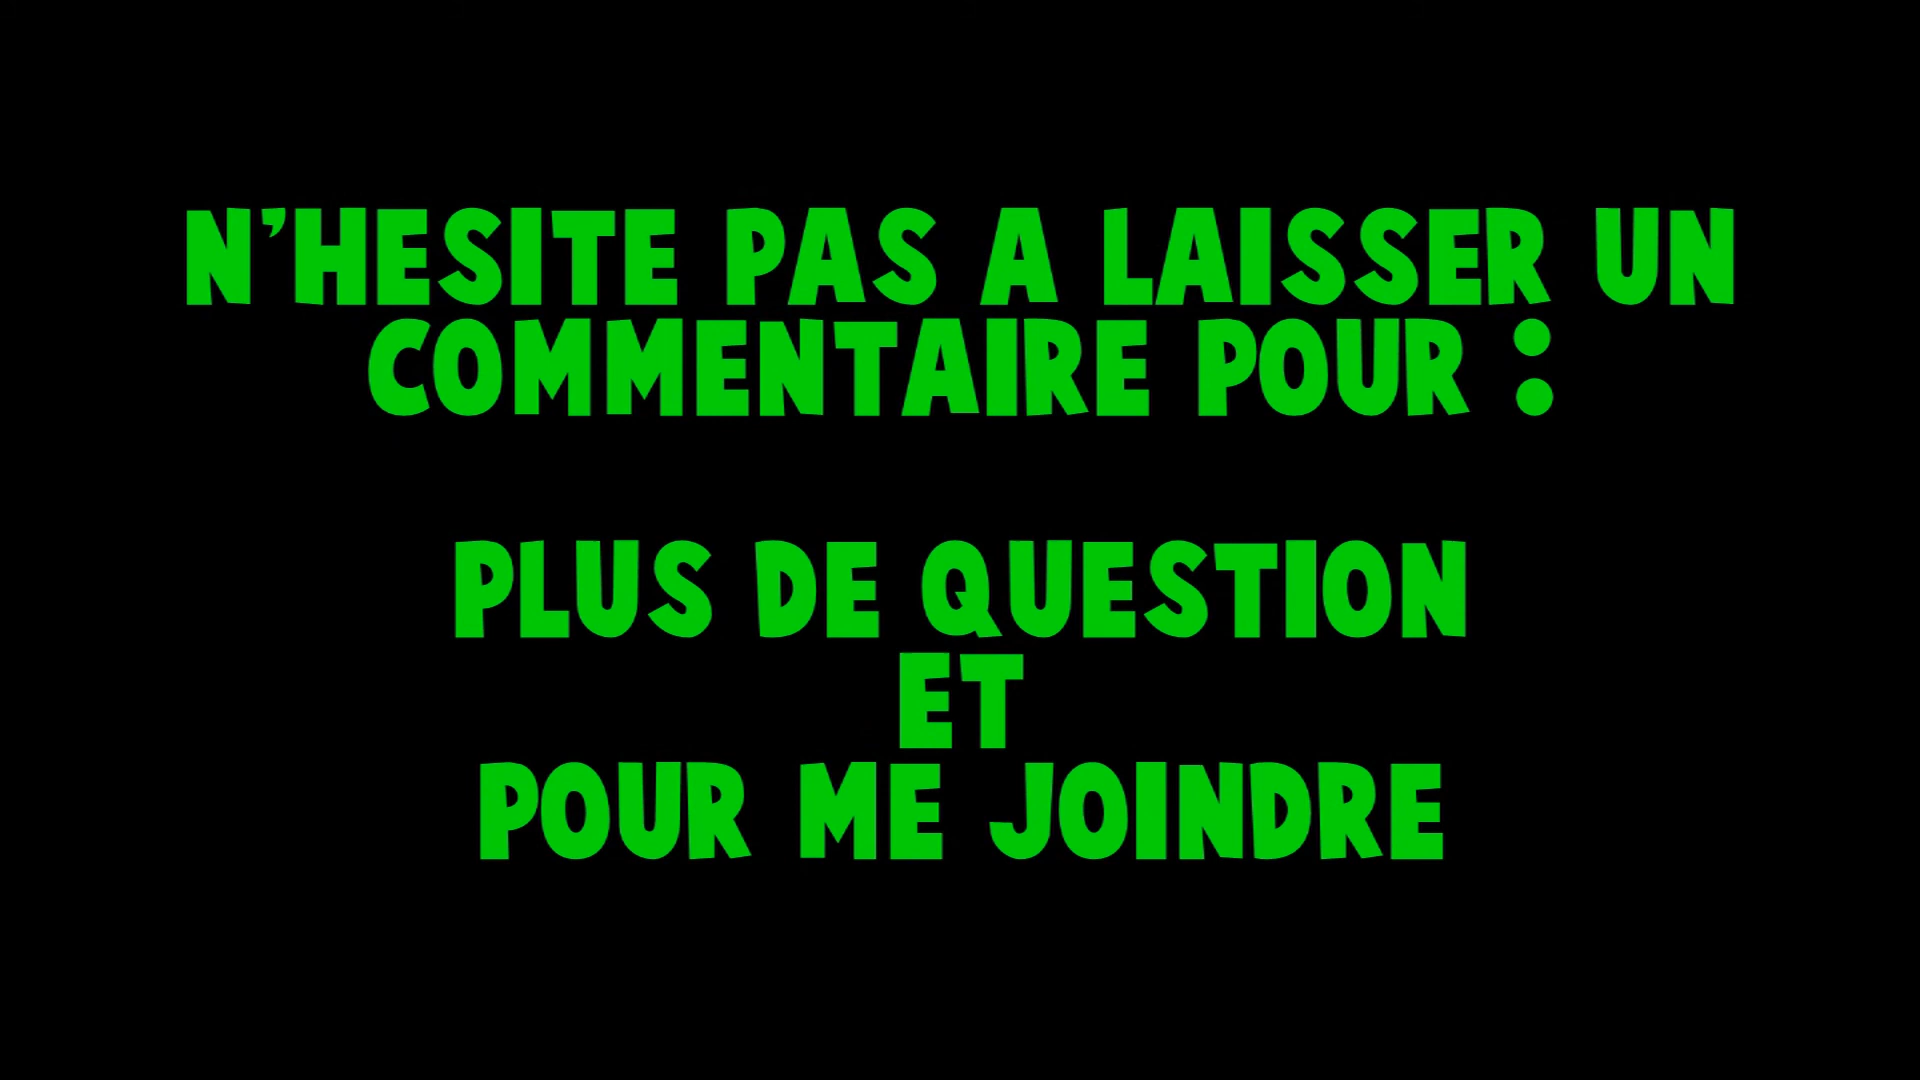 N'HESITE PAS A LAISSER UN
COMMENTAIRE POUR :
PLUS DE QUESTION
ET
POUR ME JOINDRE